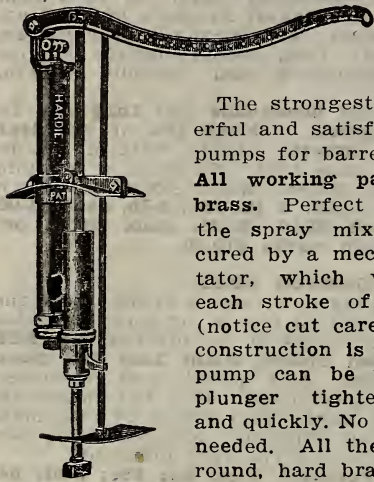 HARDIE
PAT
The strongest
erful and satisf
pumps for barre
All working pa
brass. Perfect
the spray mix
cured by a mec
tator, which
each stroke of
(notice cut care
construction is
pump can be
plunger tighte
and quickly. No
needed. All the
round, hard bra